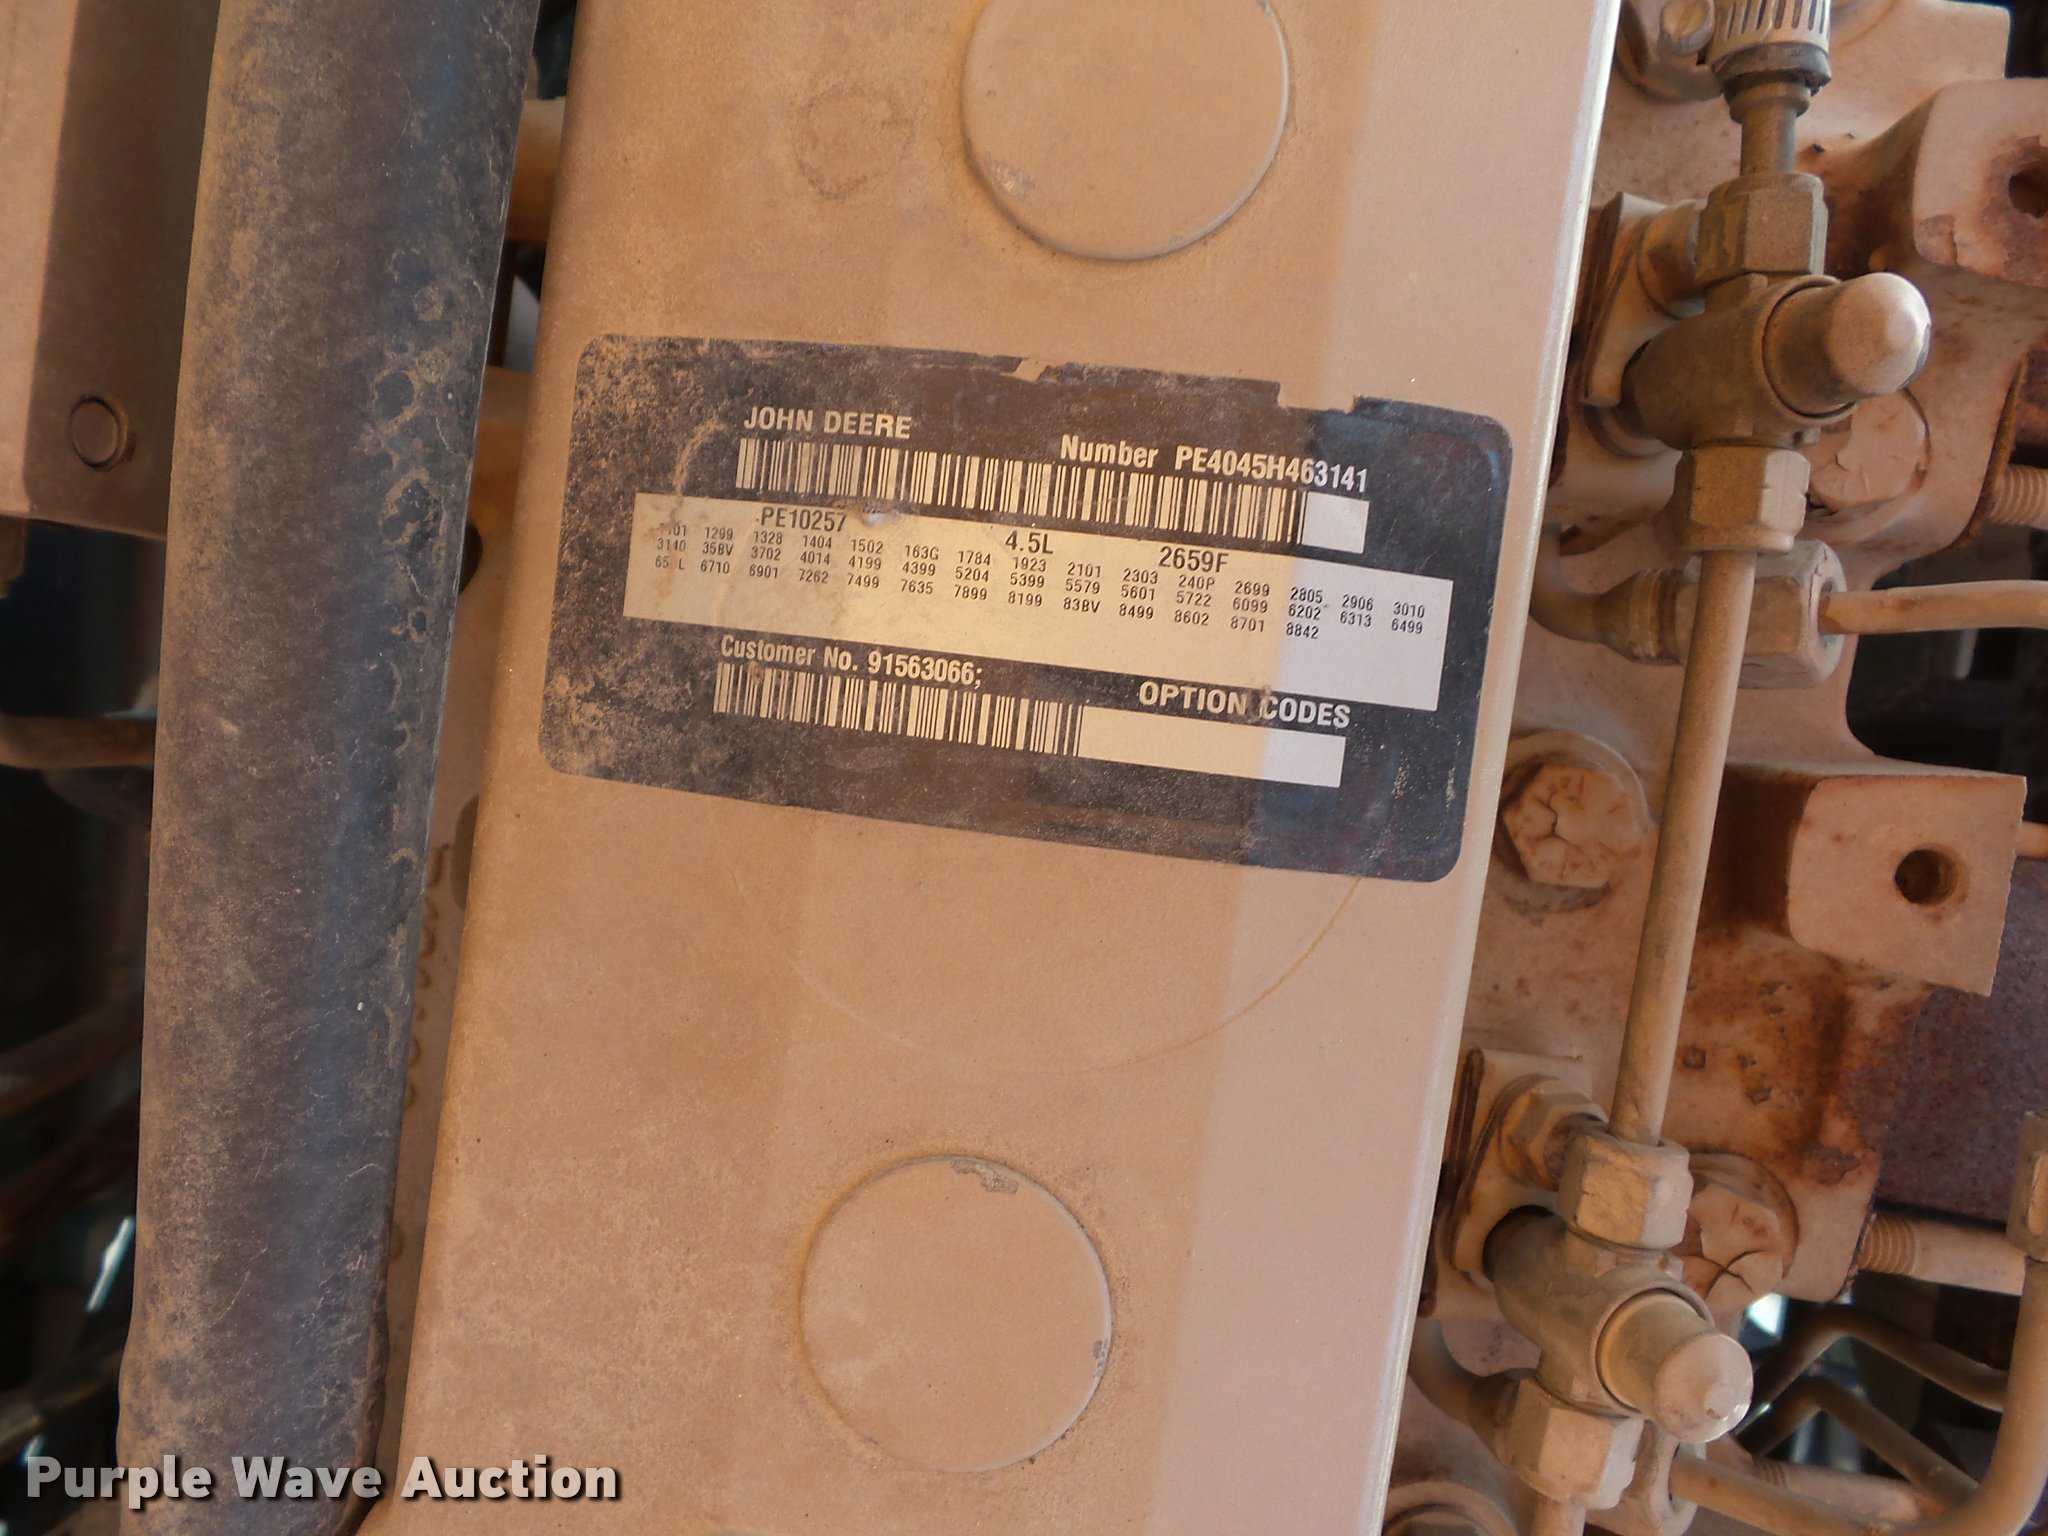 JOHN DEERE
Number PE4045H463141
PE10257 4.5L 2659F
1299 1328 1404 1502 163G 1784 1923 2101 2303 240P 2699 2805 2906 3010
3140 35BV 3702 4014 4199 4399 5204 5399 5579 5601 5722 6099 6202 6313 6499
6710 6901 7262 7499 7635 7899 8199 83BV 8499 8602 8701 8842
Customer No. 91563066;
OPTION CODES
Purple Wave Auction